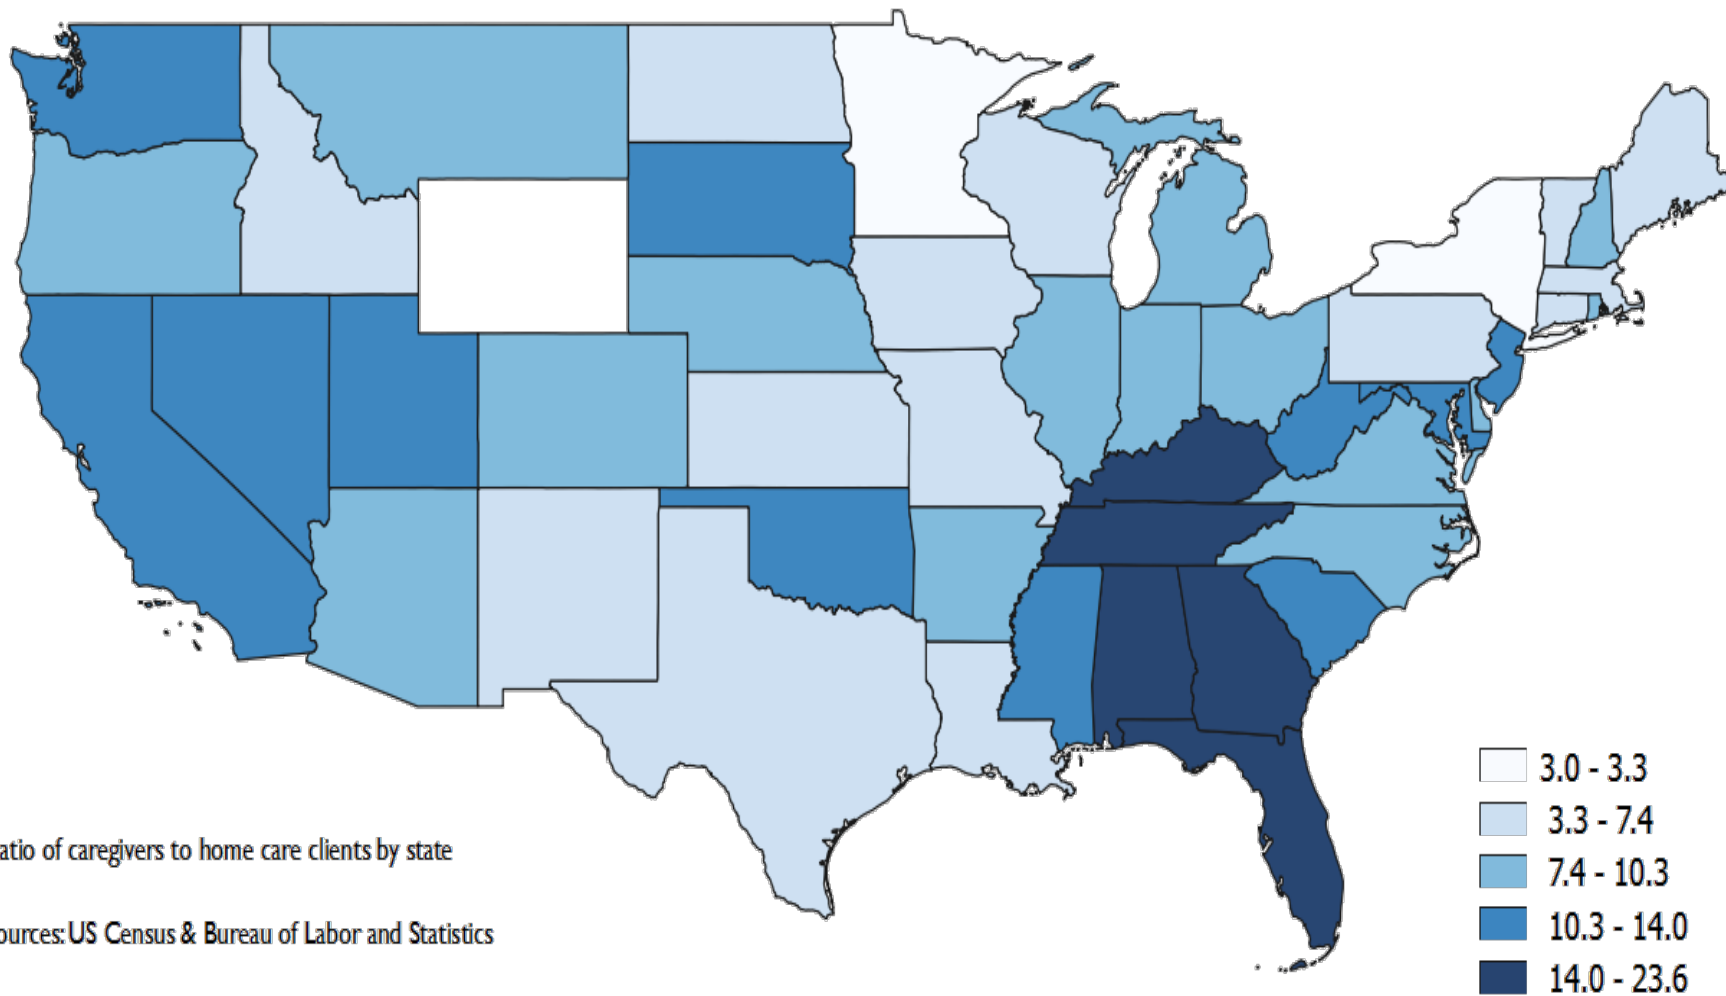 atio of caregivers to home care clients by state
ources: US Census & Bureau of Labor and Statistics
3.0 - 3.3
3.3 - 7.4
7.4 - 10.3
10.3 - 14.0
14.0 - 23.6